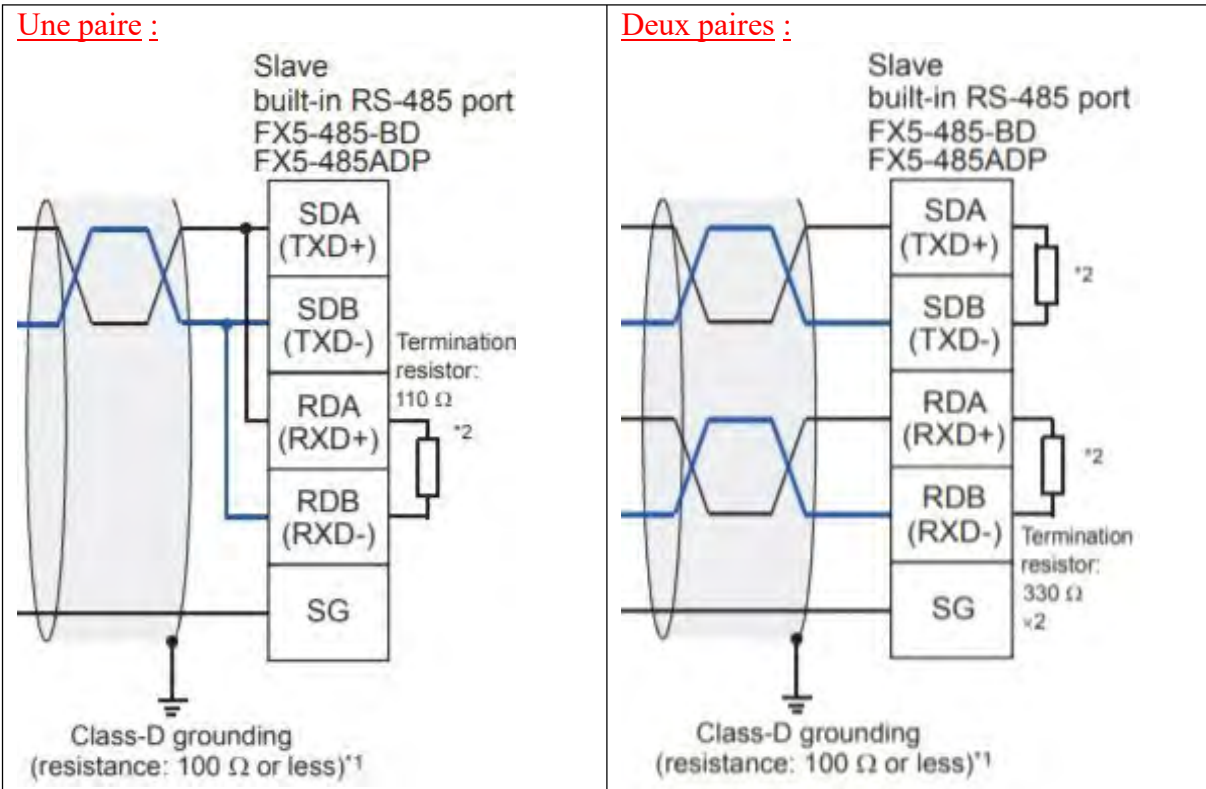 Une paire :
Slave
built-in RS-485 port
FX5-485-BD
FX5-485ADP
SDA
(TXD+)
SDB
(TXD-)
Termination
resistor:
110 Ω
RDA
(RXD+)
*2
RDB
(RXD-)
SG
Class-D grounding
(resistance: 100 Ω or less)*1
Deux paires :
Slave
built-in RS-485 port
FX5-485-BD
FX5-485ADP
SDA
(TXD+)
*2
SDB
(TXD-)
RDA
(RXD+)
*2
RDB
(RXD-)
Termination
resistor:
330 Ω
×2
SG
Class-D grounding
(resistance: 100 Ω or less)*1